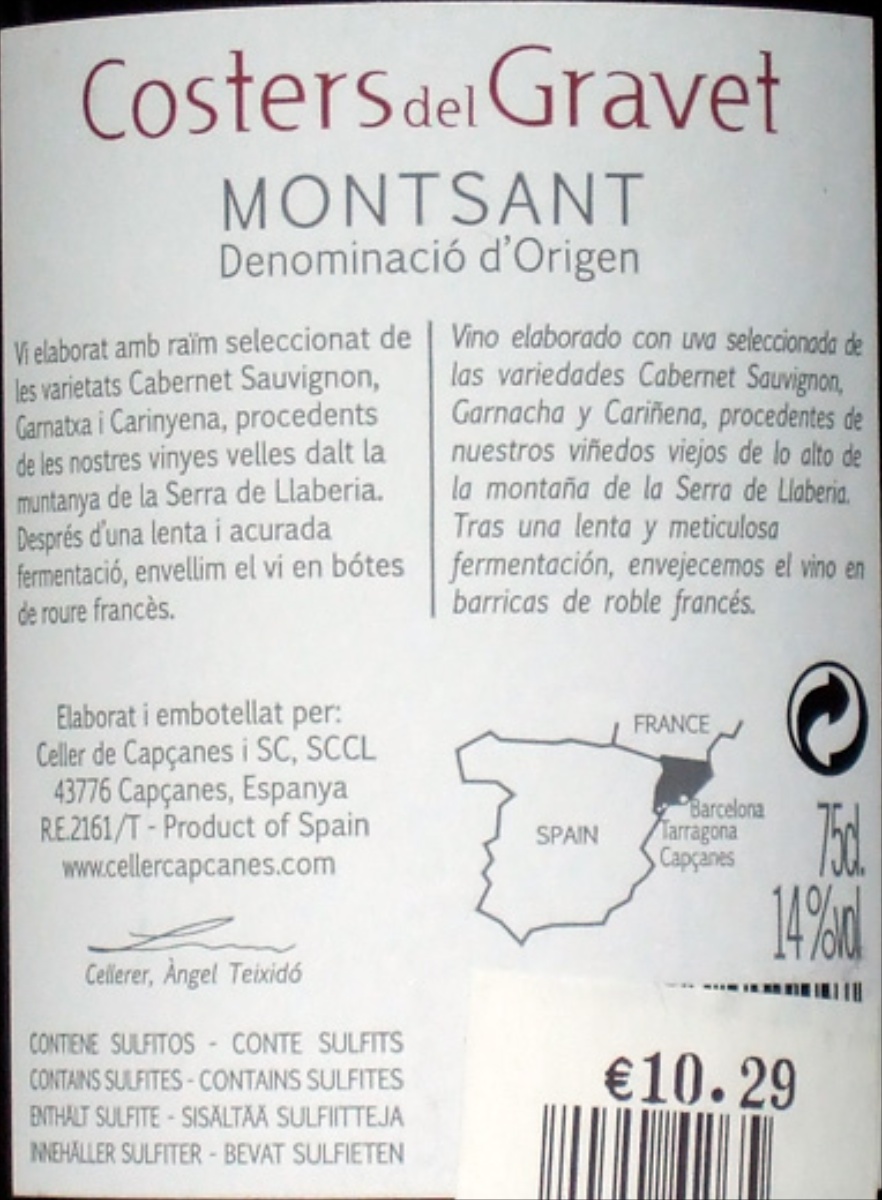 Costers del Gravet
MONTSANT
Denominació d'Origen
Vi elaborat amb raïm seleccionat de
les varietats Cabernet Sauvignon,
Garnatxa i Carinyena, procedents
de les nostres vinyes velles dalt la
muntanya de la Serra de Llaberia.
Després d'una lenta i acurada
fermentació, envellim el vi en bótes
de roure francès.
Vino elaborado con uva seleccionada de
las variedades Cabernet Sauvignon,
Garnacha y Cariñena, procedentes de
nuestros viñedos viejos de lo alto de
la montaña de la Serra de Llaberia.
Tras una lenta y meticulosa
fermentación, envejecemos el vino en
barricas de roble francés.
Elaborat i embotellat per:
Celler de Capçanes i SC, SCCL
43776 Capçanes, Espanya
R.E.2161/T - Product of Spain
www.cellercapcanes.com
Cellerer, Àngel Teixidó
FRANCE
SPAIN
Barcelona
Tarragona
Capçanes
75cl.
14%vol
CONTIENE SULFITOS - CONTE SULFITS
CONTAINS SULFITES - CONTAINS SULFITES
ENTHÄLT SULFITE - SISÄLTÄÄ SULFIITTEJA
INNEHÄLLER SULFITER - BEVAT SULFIETEN
€10.29